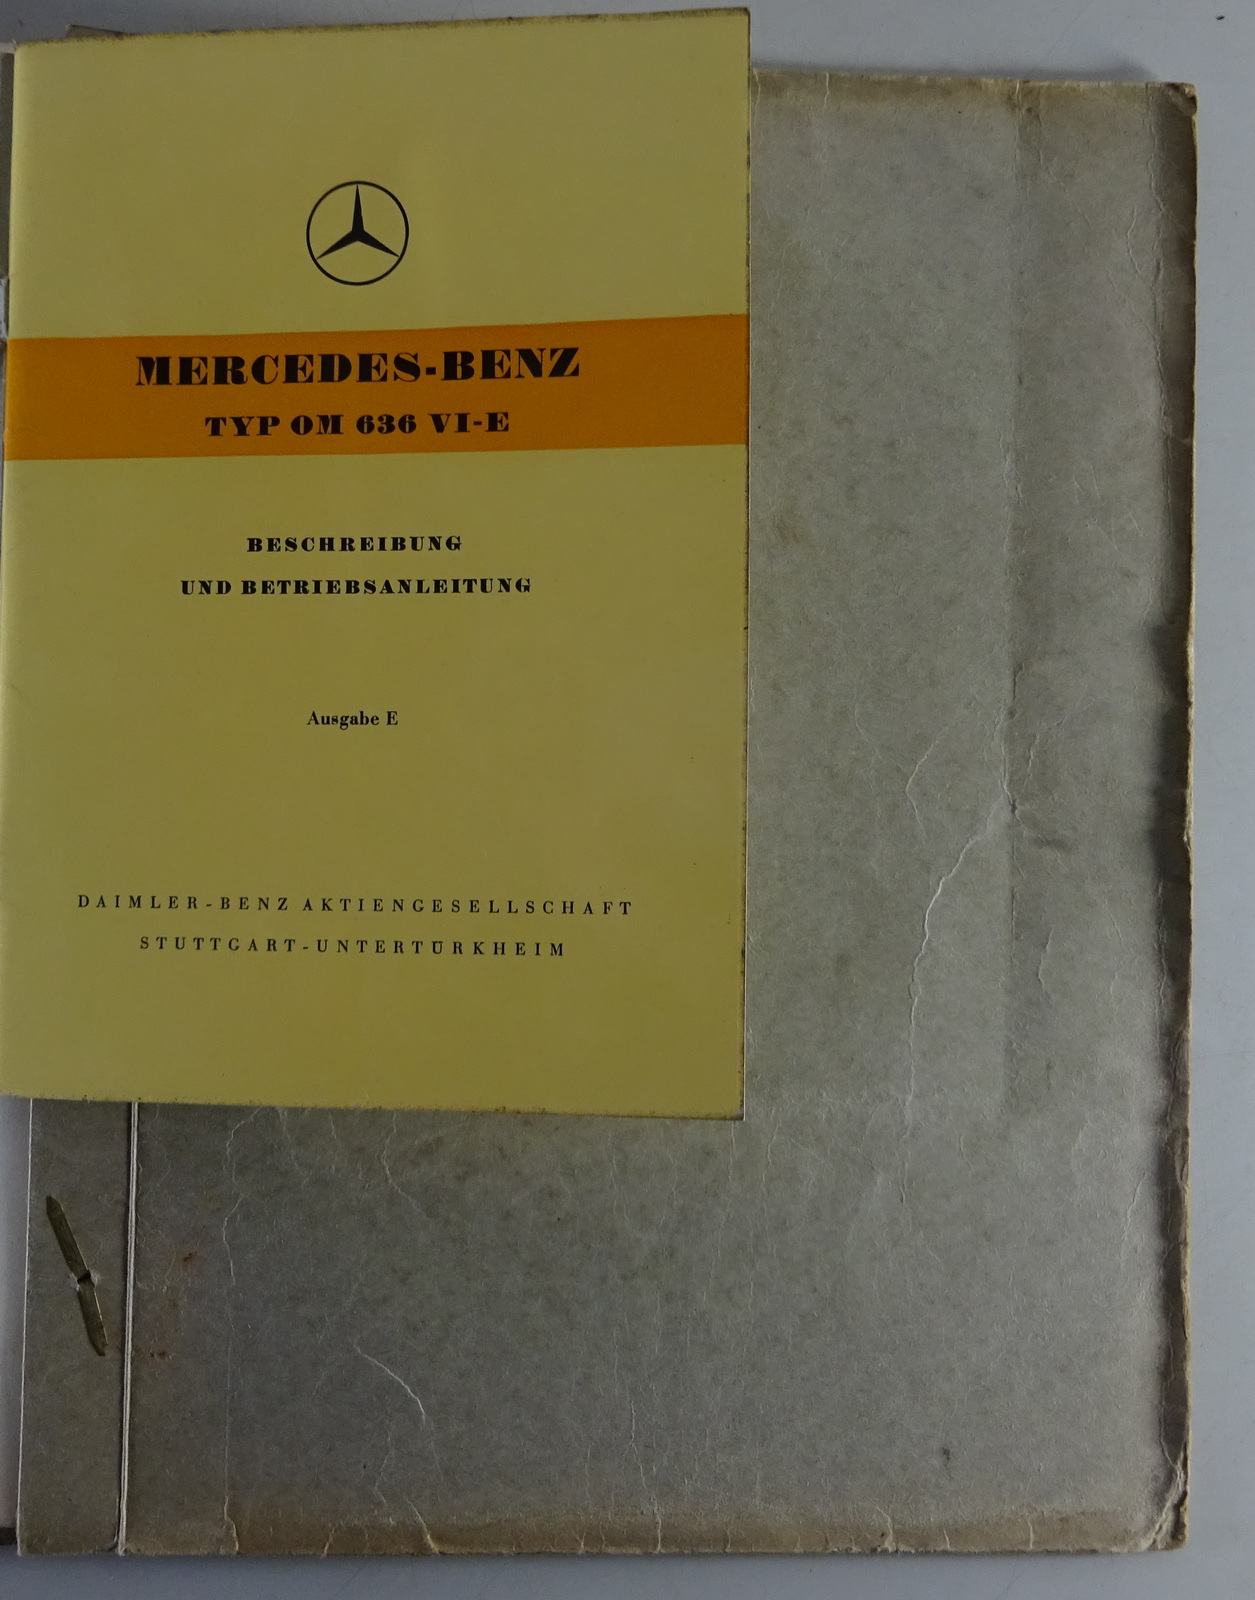 MERCEDES-BENZ
TYP OM 636 VI-E
BESCHREIBUNG
UND BETRIEBSANLEITUNG
Ausgabe E
DAIMLER-BENZ AKTIENGESELLSCHAFT
STUTTGART-UNTERTÜRKHEIM